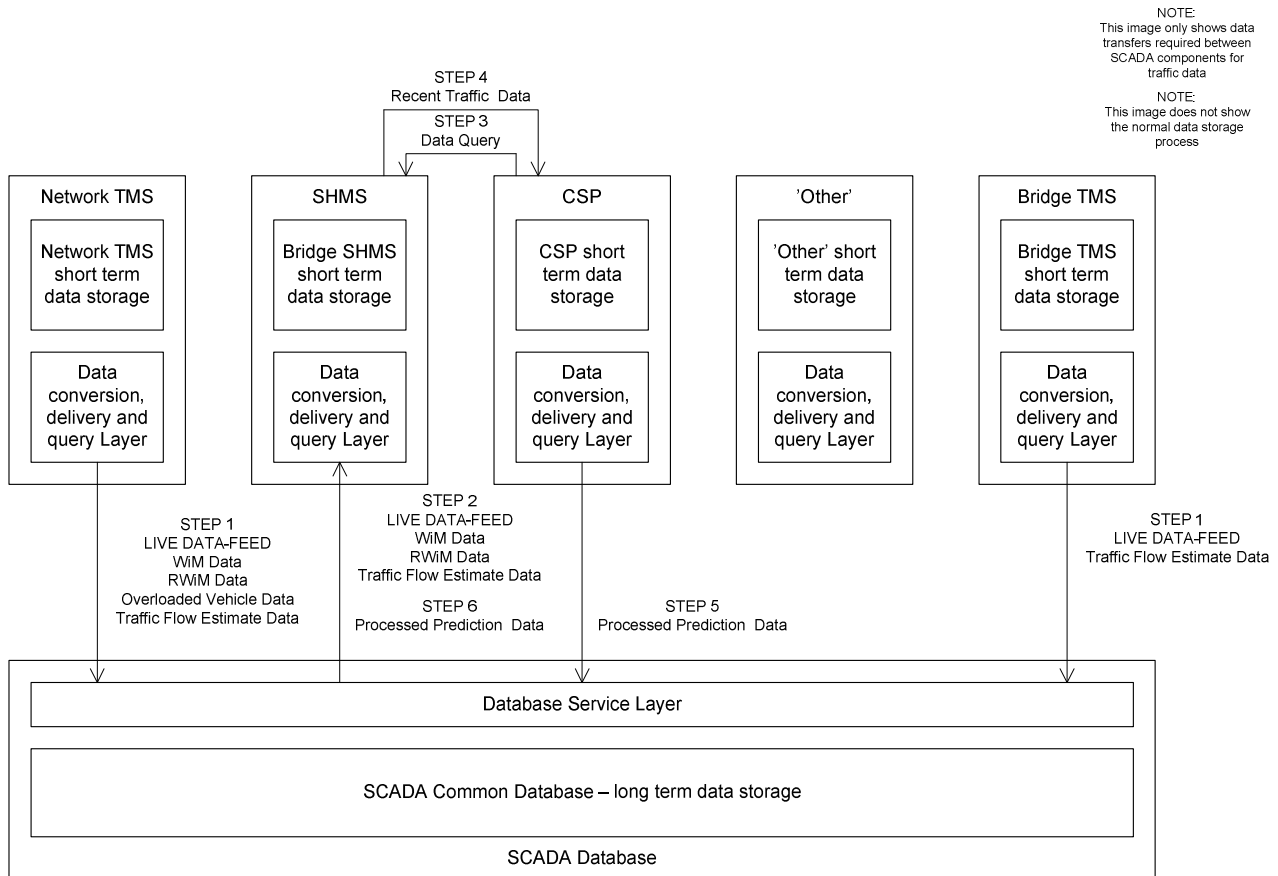 NOTE:
This image only shows data
transfers required between
SCADA components for
traffic data
NOTE:
This image does not show
the normal data storage
process
STEP 4
Recent Traffic Data
STEP 3
Data Query
Network TMS
Network TMS
short term
data storage
Data
conversion,
delivery and
query Layer
SHMS
Bridge SHMS
short term
data storage
Data
conversion,
delivery and
query Layer
CSP
CSP short
term data
storage
Data
conversion,
delivery and
query Layer
'Other'
'Other' short
term data
storage
Data
conversion,
delivery and
query Layer
Bridge TMS
Bridge TMS
short term
data storage
Data
conversion,
delivery and
query Layer
STEP 1
LIVE DATA-FEED
WiM Data
RWiM Data
Overloaded Vehicle Data
Traffic Flow Estimate Data
STEP 2
LIVE DATA-FEED
WiM Data
RWiM Data
Traffic Flow Estimate Data
STEP 6
Processed Prediction Data
STEP 5
Processed Prediction Data
STEP 1
LIVE DATA-FEED
Traffic Flow Estimate Data
Database Service Layer
SCADA Common Database – long term data storage
SCADA Database